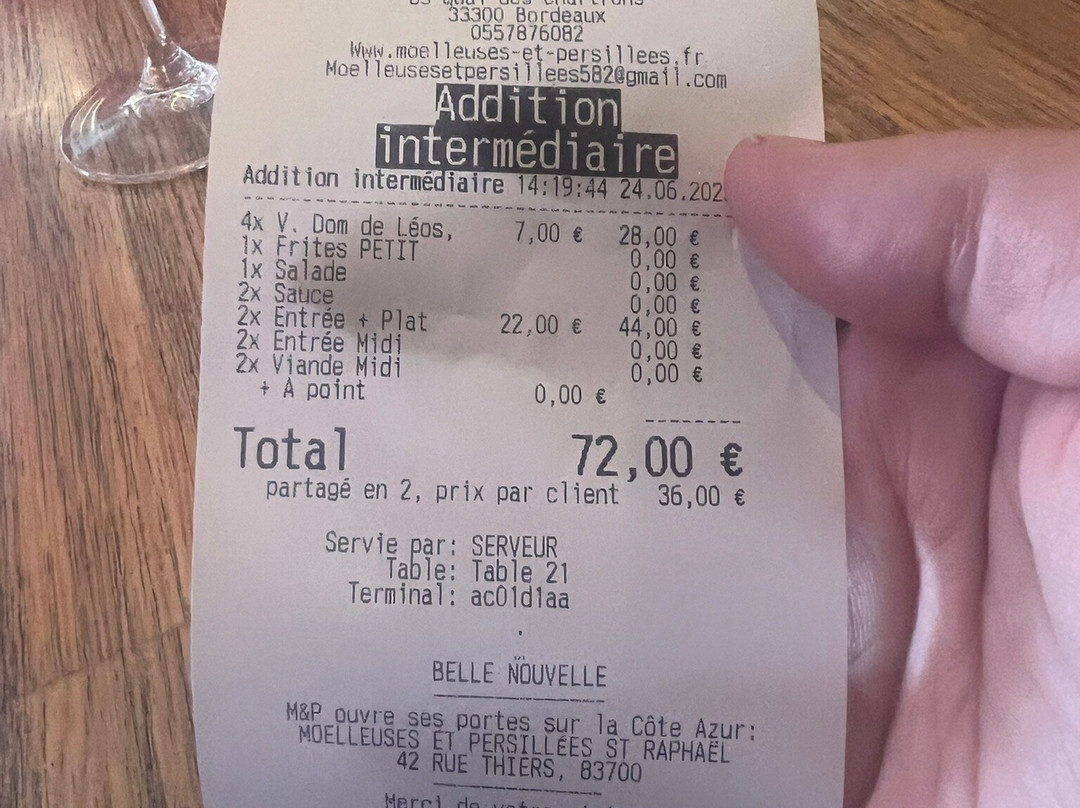 33300 Bordeaux
0557876082
Www.moelleuses-et-persillees.fr
Moelleusesetpersillees582@gmail.com
Addition
intermédiaire
Addition intermédiaire 14:19:44 24.06.202
4x V. Dom de Léos, 7,00 € 28,00 €
1x Frites PETIT 0,00 €
1x Salade 0,00 €
2x Sauce 0,00 €
2x Entrée + Plat 22,00 € 44,00 €
2x Entrée Midi 0,00 €
2x Viande Midi 0,00 €
+ A point 0,00 €
Total 72,00 €
partagé en 2, prix par client 36,00 €
Servie par: SERVEUR
Table: Table 21
Terminal: ac01d1aa
BELLE NOUVELLE
M&P ouvre ses portes sur la Côte Azur:
MOELLEUSES ET PERSILLÉES ST RAPHAËL
42 RUE THIERS, 83700
Merci de votre